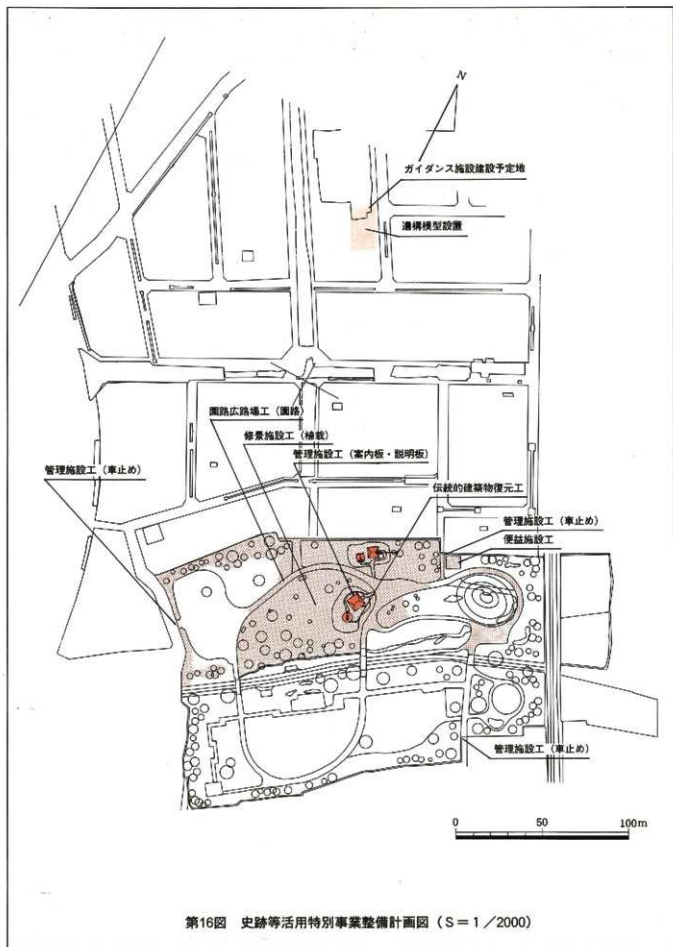 N
ガイダンス施設建設予定地
遺構模型設置
園路広路場工（園路）
修景施設工（植栽）
管理施設工（案内板・説明板）
管理施設工（車止め）
伝統的建築物復元工
管理施設工（車止め）
便益施設工
管理施設工（車止め）
0 50 100m
第16図 史跡等活用特別事業整備計画図（S＝1／2000）